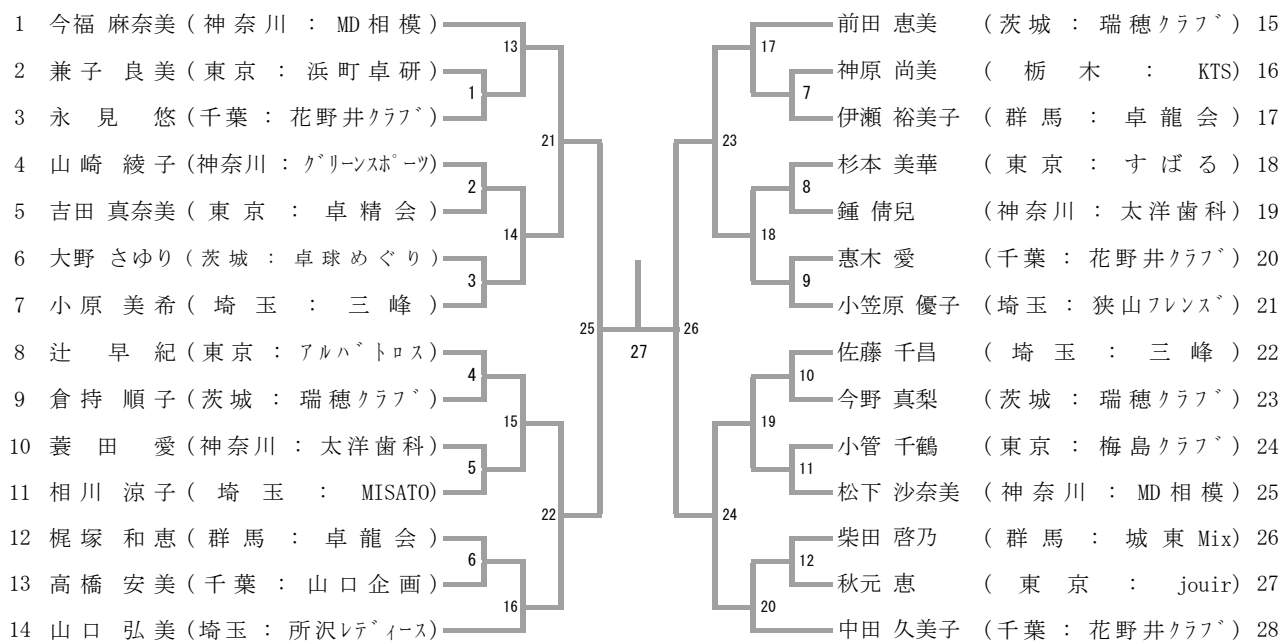 1 今福 麻奈美 (神奈川 : MD相模)
2 兼子 良美 (東京 : 浜町卓研)
3 永見 悠 (千葉 : 花野井クラブ)
4 山崎 綾子 (神奈川 : グリーンスポーツ)
5 吉田 真奈美 (東京 : 卓精会)
6 大野 さゆり (茨城 : 卓球めぐり)
7 小原 美希 (埼玉 : 三峰)
8 辻 早紀 (東京 : アルバトロス)
9 倉持 順子 (茨城 : 瑞穂クラブ)
10 蓑田 愛 (神奈川 : 太洋歯科)
11 相川 涼子 (埼玉 : MISATO)
12 梶塚 和恵 (群馬 : 卓龍会)
13 高橋 安美 (千葉 : 山口企画)
14 山口 弘美 (埼玉 : 所沢レディース)
13
1
21
2
14
3
25
4
15
5
22
6
16
27
17
7
23
8
18
9
26
10
19
11
24
12
20
前田 恵美 (茨城 : 瑞穂クラブ) 15
神原 尚美 (栃木 : KTS) 16
伊瀬 裕美子 (群馬 : 卓龍会) 17
杉本 美華 (東京 : すばる) 18
鍾 倩兒 (神奈川 : 太洋歯科) 19
惠木 愛 (千葉 : 花野井クラブ) 20
小笠原 優子 (埼玉 : 狭山フレンズ) 21
佐藤 千昌 (埼玉 : 三峰) 22
今野 真梨 (茨城 : 瑞穂クラブ) 23
小管 千鶴 (東京 : 梅島クラブ) 24
松下 沙奈美 (神奈川 : MD相模) 25
柴田 啓乃 (群馬 : 城東Mix) 26
秋元 恵 (東京 : jouir) 27
中田 久美子 (千葉 : 花野井クラブ) 28